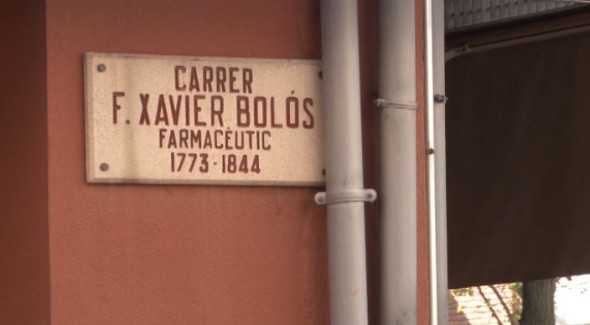 CARRER
F. XAVIER BOLÓS
FARMACÈUTIC
1773-1844